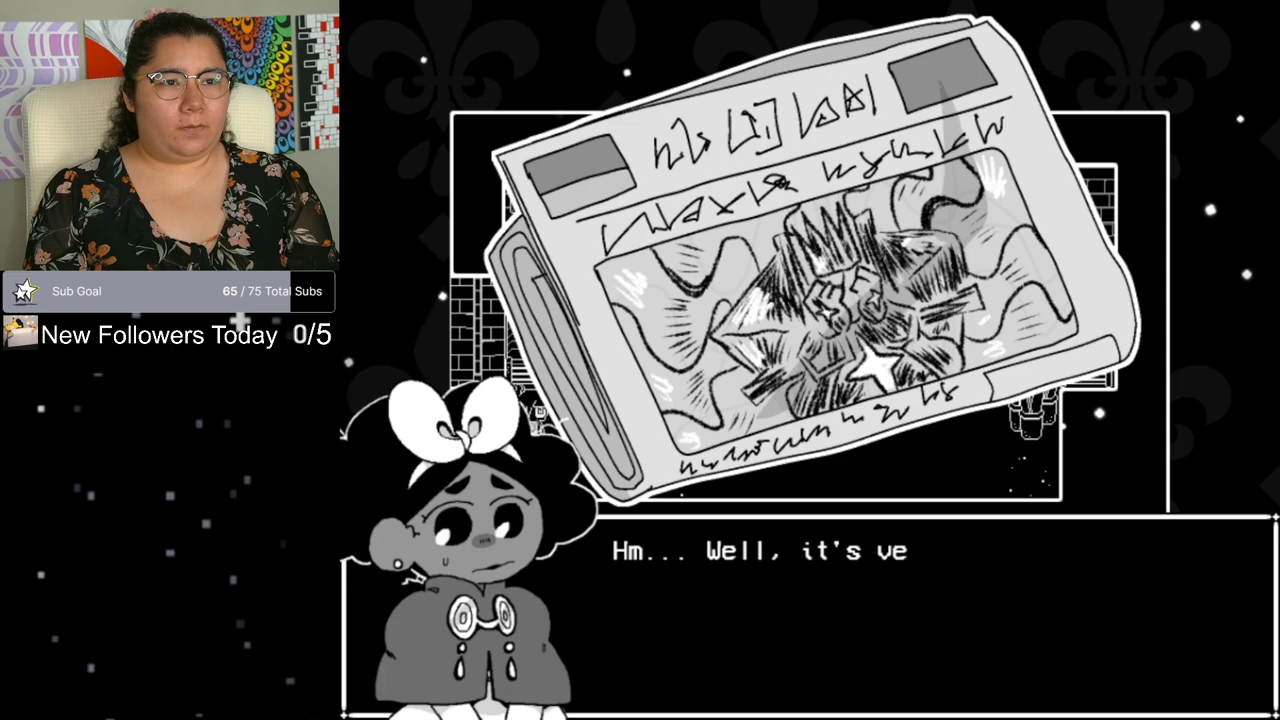 Sub Goal 65 / 75 Total Subs
New Followers Today 0/5
Hm... Well, it's ve